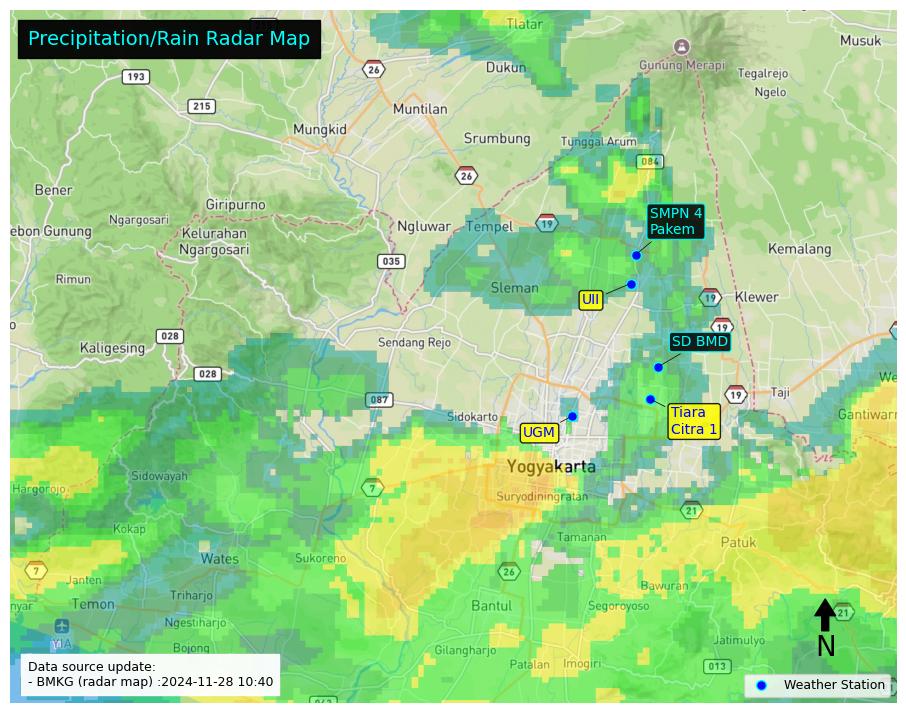 Precipitation/Rain Radar Map
Tlatar
Musuk
26
Dukun
Gunung Merapi
Tegalrejo
193
Ngelo
215
Muntilan
Mungkid
Srumbung
Tunggal Arum
084
26
Bener
Giripurno
Ngargosari
SMPN 4
Pakem
Ngluwar
Tempel
19
ebon Gunung
Kelurahan
Ngargosari
Kemalang
035
Rimun
Sleman
UII
19
Klewer
19
028
Kaligesing
Sendang Rejo
SD BMD
028
087
19
Taji
We
Sidokarto
Tiara
Citra 1
Gantiwar
UGM
Yogyakarta
Sidowayah
Hargorojo
7
Suryodiningratan
21
Kokap
Tamanan
Patuk
Wates
Sukoreno
7
Janten
26
Bawuran
Temon
Triharjo
Bantul
Segoroyoso
nyar
21
Ngestiharjo
YIA
Jatimulyo
N
Bojong
Gilangharjo
Patalan
Imogiri
013
Data source update:
- BMKG (radar map) :2024-11-28 10:40
Weather Station